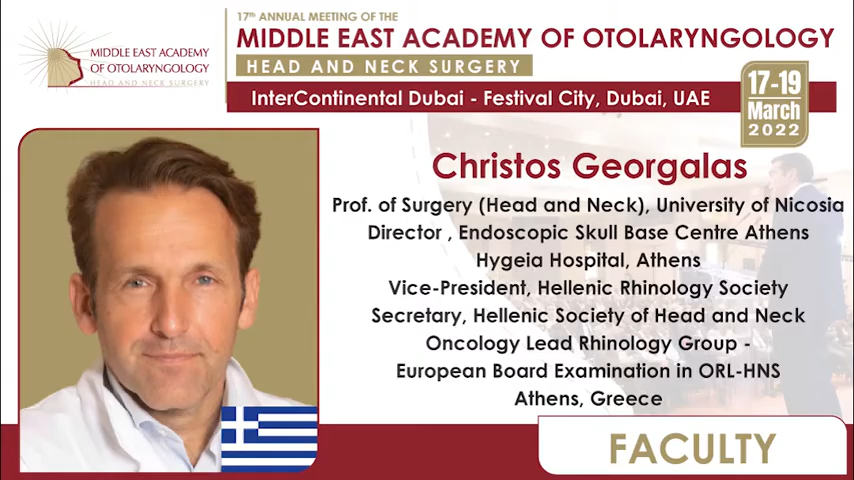 MIDDLE EAST ACADEMY
OF OTOLARYNGOLOGY
HEAD AND NECK SURGERY
17th ANNUAL MEETING OF THE
MIDDLE EAST ACADEMY OF OTOLARYNGOLOGY
HEAD AND NECK SURGERY
InterContinental Dubai - Festival City, Dubai, UAE
17-19
March
2022
Christos Georgalas
Prof. of Surgery (Head and Neck), University of Nicosia
Director , Endoscopic Skull Base Centre Athens
Hygeia Hospital, Athens
Vice-President, Hellenic Rhinology Society
Secretary, Hellenic Society of Head and Neck
Oncology Lead Rhinology Group -
European Board Examination in ORL-HNS
Athens, Greece
FACULTY